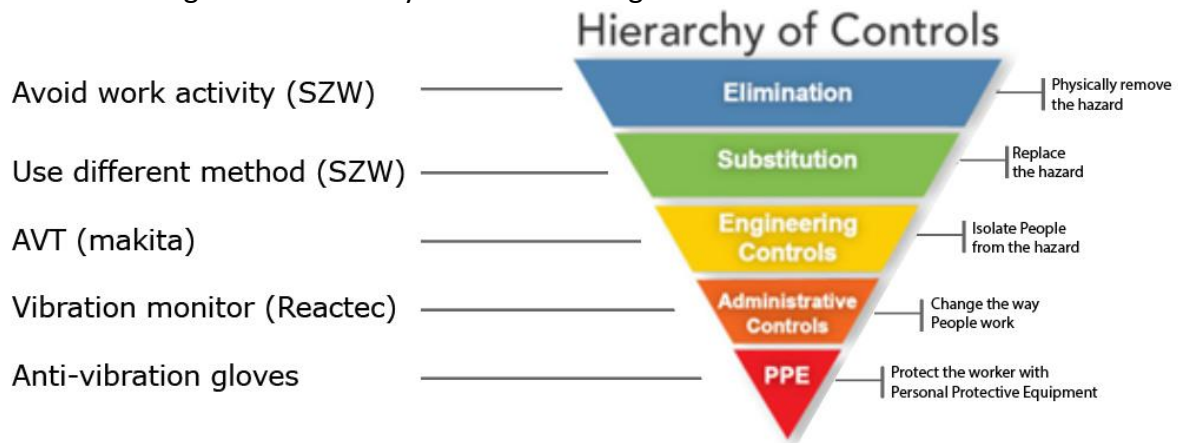 Hierarchy of Controls
Avoid work activity (SZW)
Elimination
Physically remove
the hazard
Use different method (SZW)
Substitution
Replace
the hazard
AVT (makita)
Engineering
Controls
Isolate People
from the hazard
Vibration monitor (Reactec)
Administrative
Controls
Change the way
People work
Anti-vibration gloves
PPE
Protect the worker with
Personal Protective Equipment